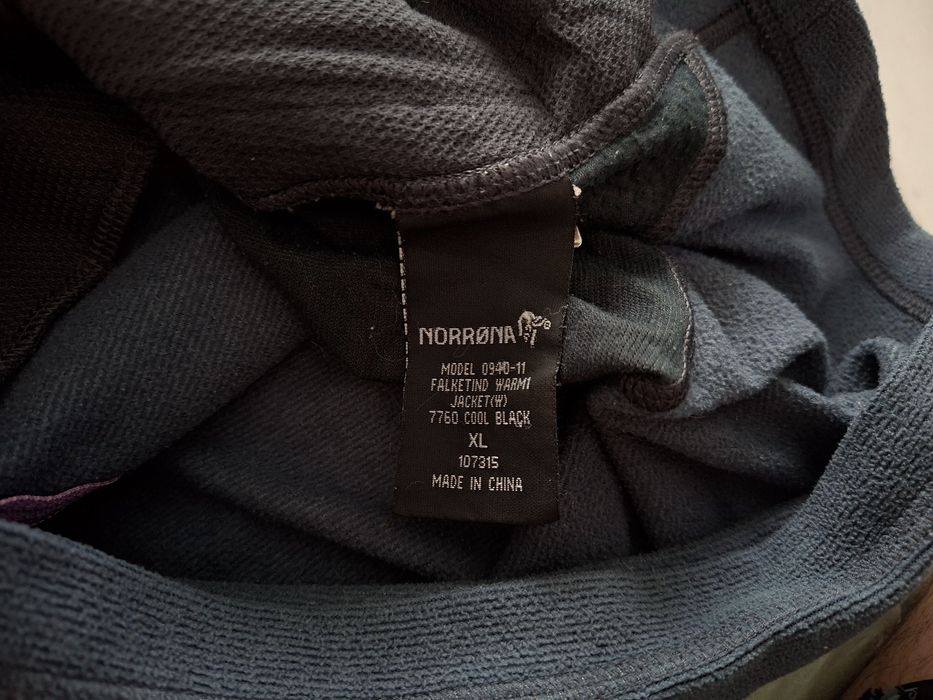 NORRØNA
MODEL 0940-11
FALKETIND WARM1
JACKET(W)
7760 COOL BLACK
XL
107315
MADE IN CHINA